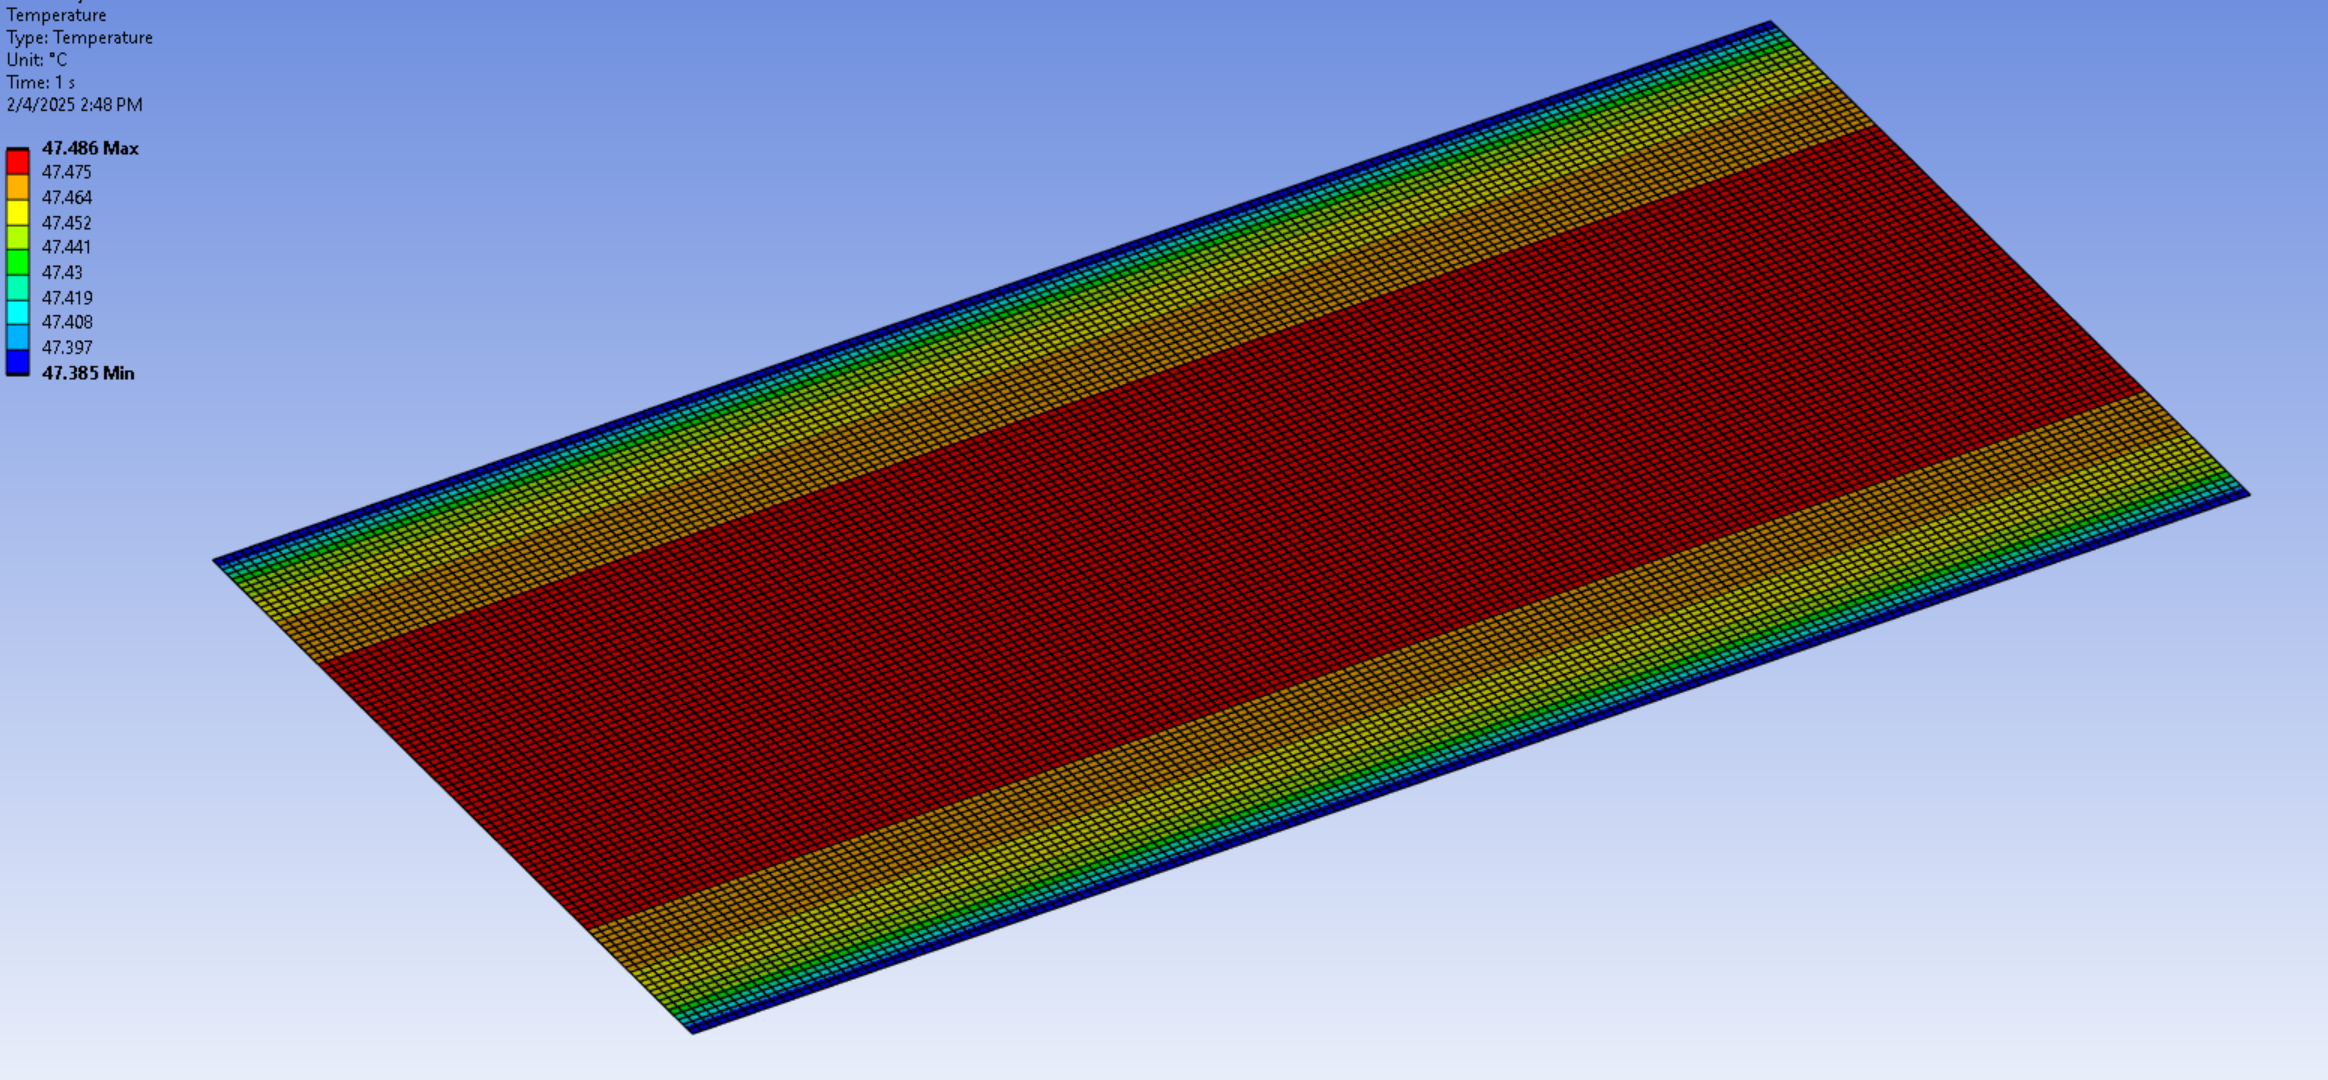 Temperature
Type: Temperature
Unit: °C
Time: 1 s
2/4/2025 2:48 PM
47.486 Max
47.475
47.464
47.452
47.441
47.43
47.419
47.408
47.397
47.385 Min